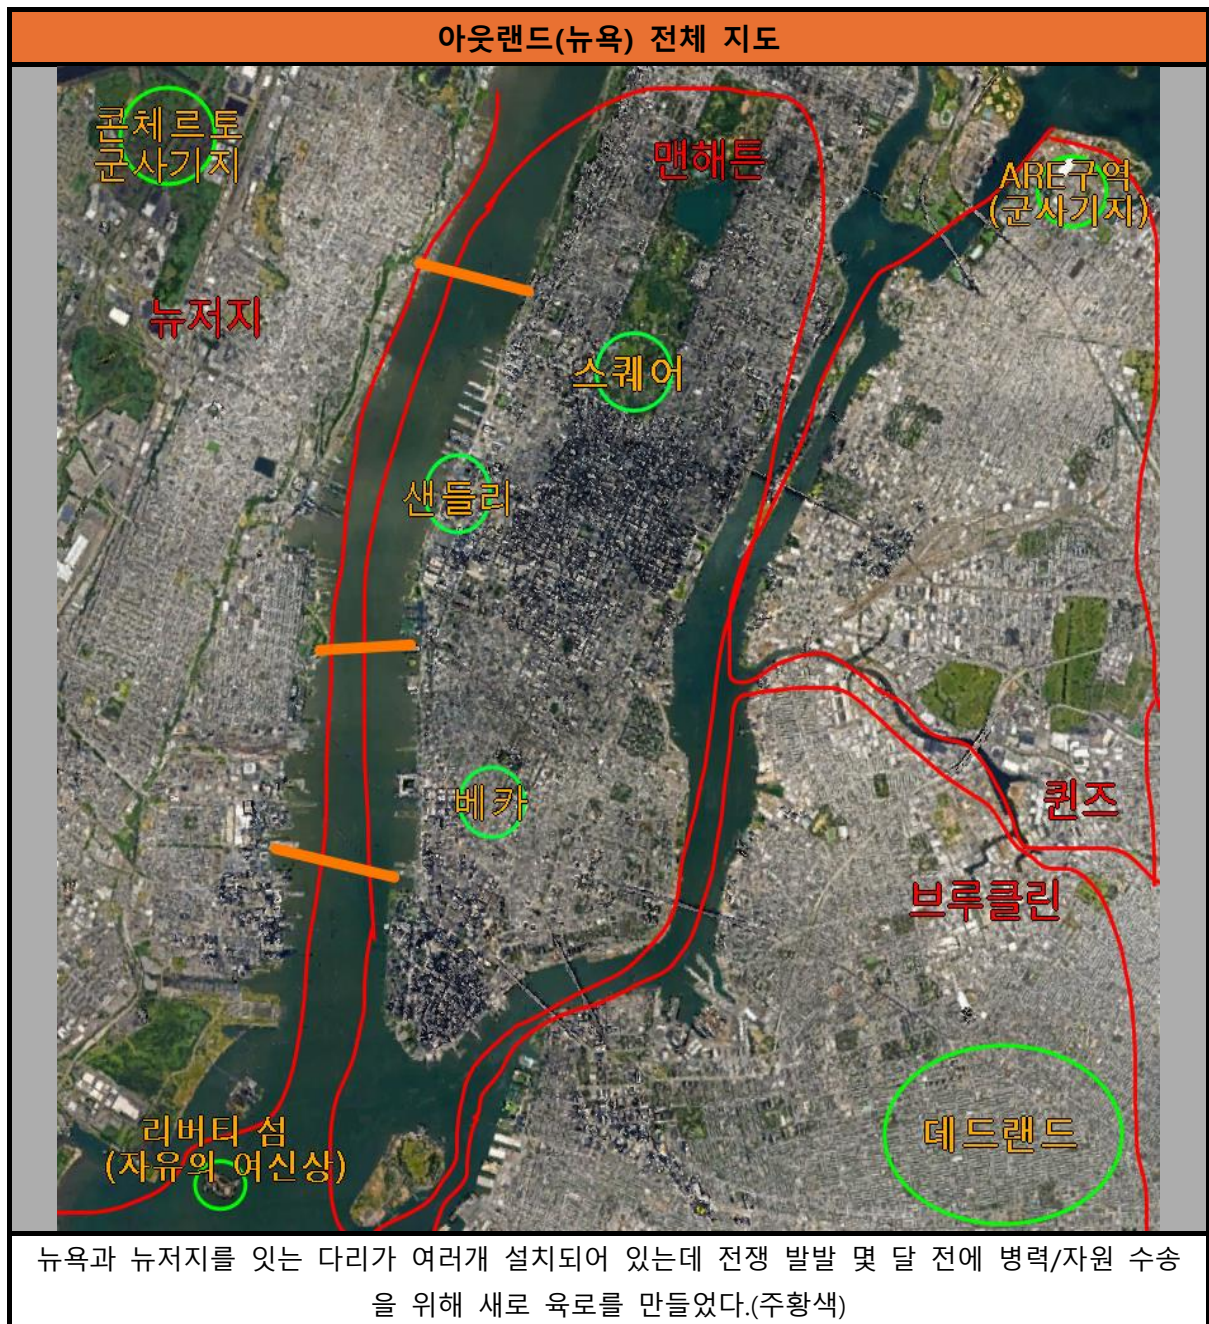 아웃랜드(뉴욕) 전체 지도
콘체르토
군사기지
맨해튼
ARE구역
(군사기지)
뉴저지
스퀘어
샌들리
베카
퀸즈
브루클린
리버티 섬
(자유의 여신상)
데드랜드
뉴욕과 뉴저지를 잇는 다리가 여러개 설치되어 있는데 전쟁 발발 몇 달 전에 병력/자원 수송
을 위해 새로 육로를 만들었다.(주황색)